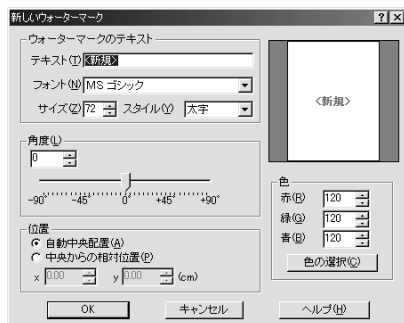 新しいウォーターマーク
ウォーターマークのテキスト
テキスト(T) <新規>
フォント(N) MS ゴシック
サイズ(Z) 72 スタイル(Y) 太字
角度(L)
0
-90° -45° 0 +45° +90°
位置
自動中央配置(A)
中央からの相対位置(P)
x 0.00 y 0.00 (cm)
<新規>
色
赤(R) 120
緑(G) 120
青(B) 120
色の選択(C)
OK キャンセル ヘルプ(H)